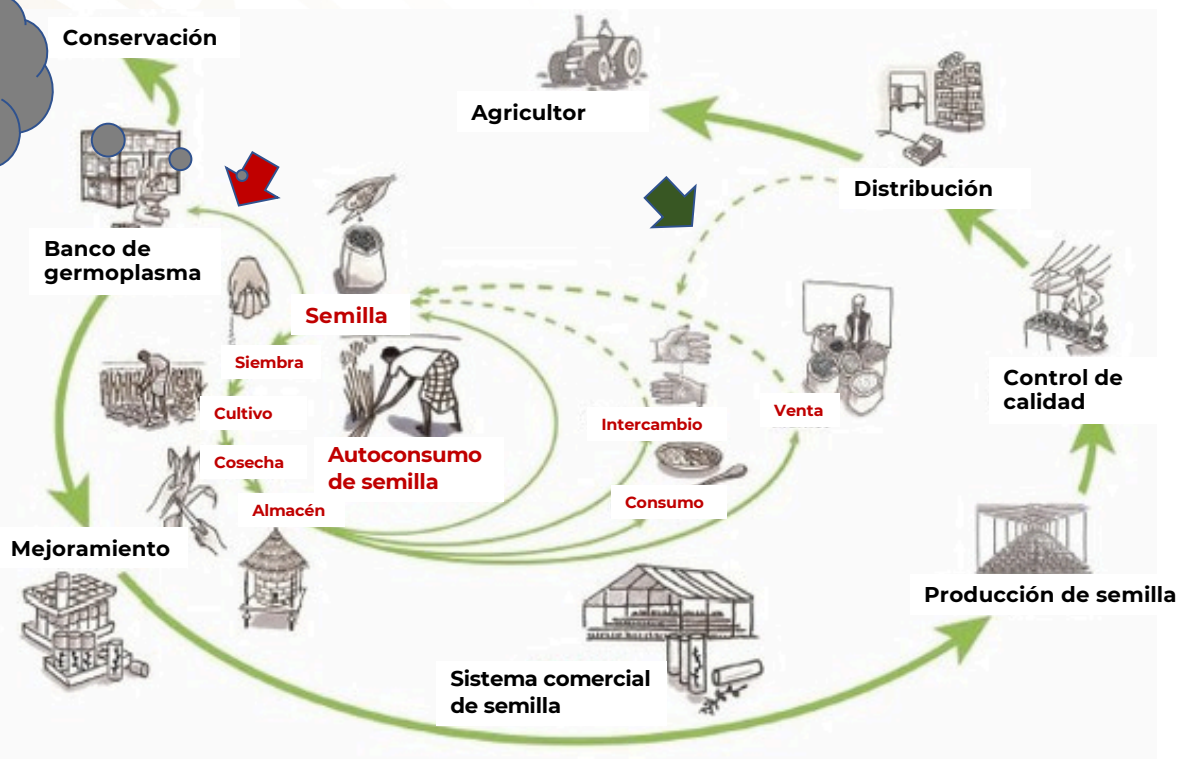 Conservación
Agricultor
Distribución
Banco de
germoplasma
Semilla
Siembra
Control de
calidad
Cultivo
Intercambio
Venta
Cosecha
Autoconsumo
de semilla
Consumo
Almacén
Mejoramiento
Producción de semilla
Sistema comercial
de semilla